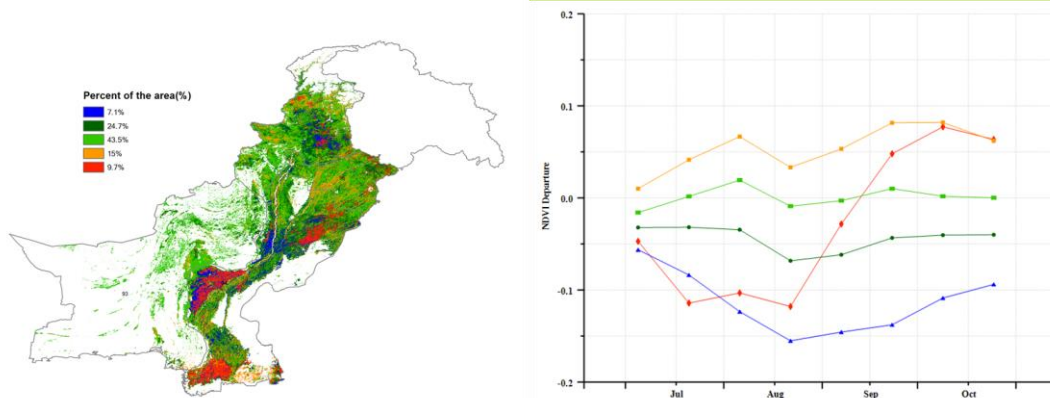 Percent of the area(%)
7.1%
24.7%
43.5%
15%
9.7%
0.2
0.1
0.0
-0.1
-0.2
NDVI Departure
Jul
Aug
Sep
Oct